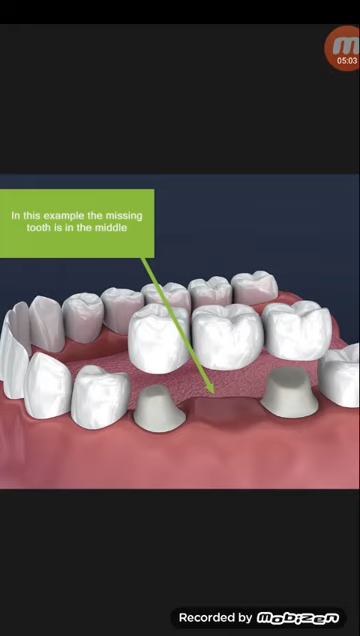 05:03
In this example the missing
tooth is in the middle
Recorded by Mobizen